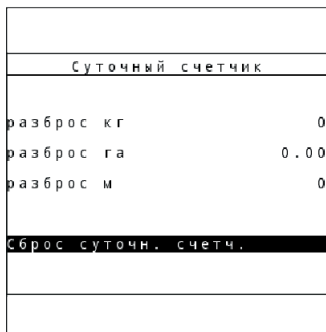 Суточный счетчик
разброс кг 0
разброс га 0.00
разброс м 0
Сброс суточн. счетч.